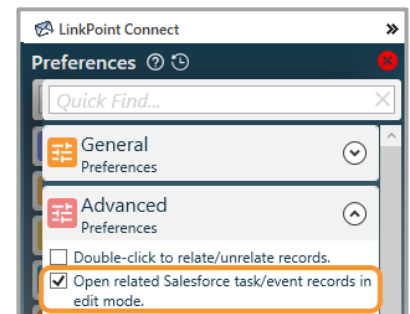 LinkPoint Connect
Preferences
Quick Find...
General
Preferences
Advanced
Preferences
Double-click to relate/unrelate records.
Open related Salesforce task/event records in
edit mode.